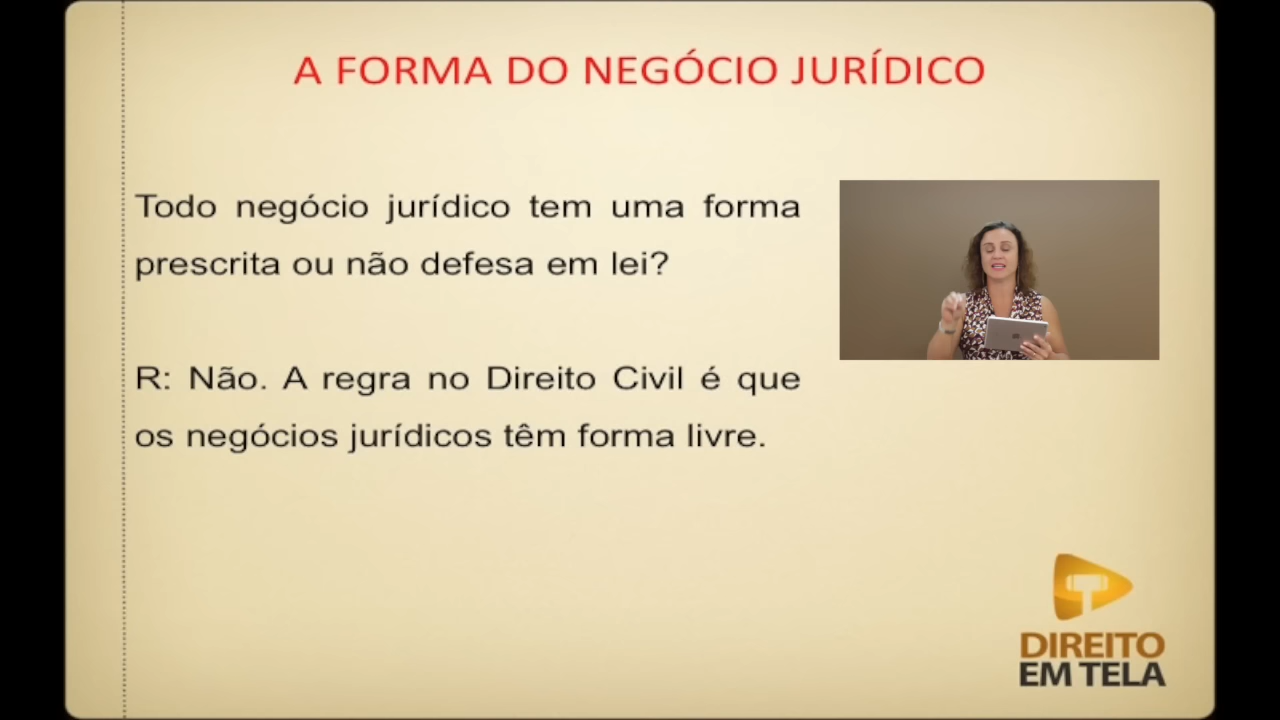 A FORMA DO NEGÓCIO JURÍDICO
Todo negócio jurídico tem uma forma
prescrita ou não defesa em lei?
R: Não. A regra no Direito Civil é que
os negócios jurídicos têm forma livre.
DIREITO
EM TELA